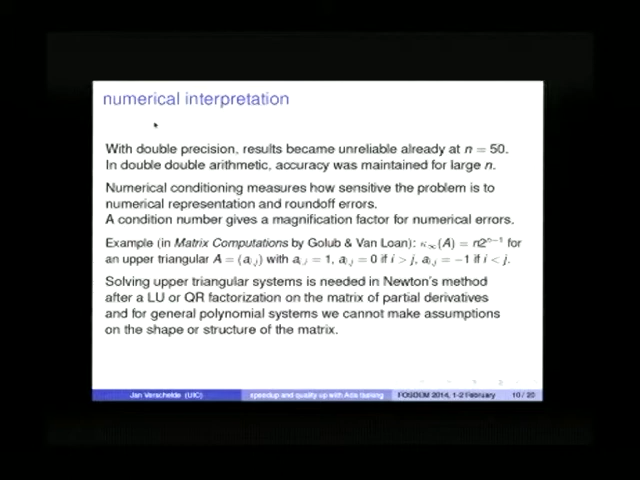 numerical interpretation
With double precision, results became unreliable already at n = 50.
In double double arithmetic, accuracy was maintained for large n.
Numerical conditioning measures how sensitive the problem is to
numerical representation and roundoff errors.
A condition number gives a magnification factor for numerical errors.
Example (in Matrix Computations by Golub & Van Loan): κ∞(A) = n2ⁿ⁻¹ for
an upper triangular A = (aᵢ,ⱼ) with aᵢ,ᵢ = 1, aᵢ,ⱼ = 0 if i > j, aᵢ,ⱼ = −1 if i < j.
Solving upper triangular systems is needed in Newton's method
after a LU or QR factorization on the matrix of partial derivatives
and for general polynomial systems we cannot make assumptions
on the shape or structure of the matrix.
Jan Verschelde (UIC) speedup and quality up with Ada tasking FOSDEM 2014, 1-2 February 10 / 20